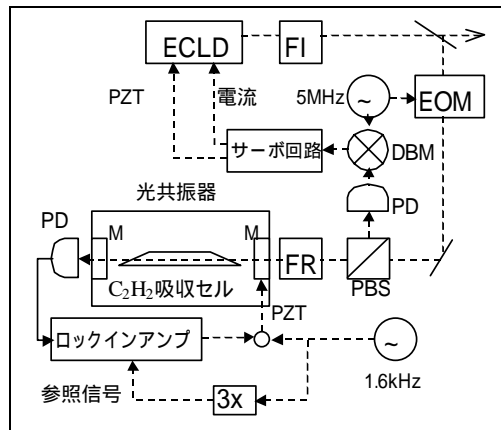 ECLD
FI
PZT
電流
5MHz
~
EOM
サーボ回路
DBM
光共振器
PD
PD
M
M
FR
PBS
C₂H₂吸収セル
PZT
ロックインアンプ
~
参照信号
3x
1.6kHz